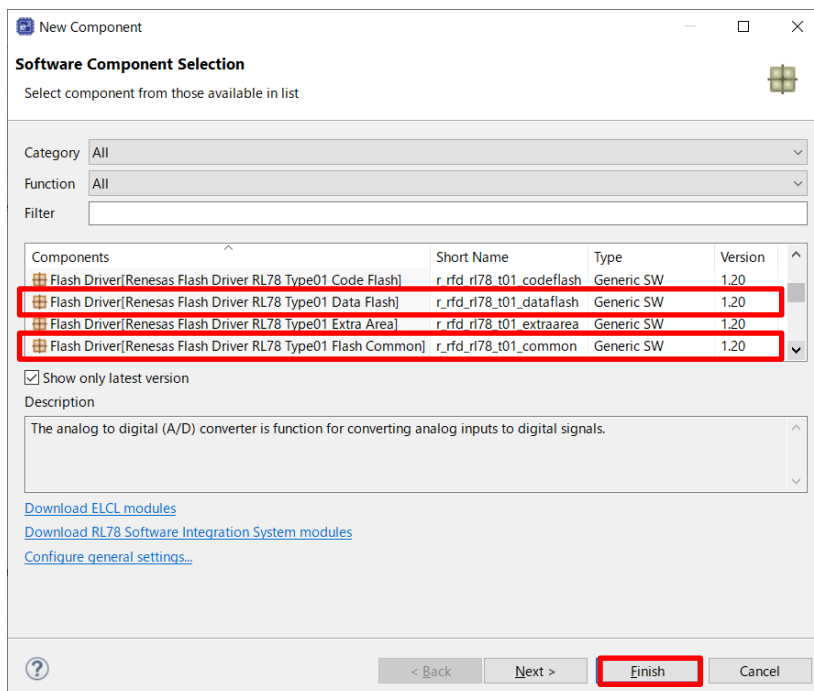 New Component
Software Component Selection
Select component from those available in list
Category All
Function All
Filter
Components Short Name Type Version
Flash Driver[Renesas Flash Driver RL78 Type01 Code Flash] r_rfd_rl78_t01_codeflash Generic SW 1.20
Flash Driver[Renesas Flash Driver RL78 Type01 Data Flash] r_rfd_rl78_t01_dataflash Generic SW 1.20
Flash Driver[Renesas Flash Driver RL78 Type01 Extra Area] r_rfd_rl78_t01_extraarea Generic SW 1.20
Flash Driver[Renesas Flash Driver RL78 Type01 Flash Common] r_rfd_rl78_t01_common Generic SW 1.20
Show only latest version
Description
The analog to digital (A/D) converter is function for converting analog inputs to digital signals.
Download ELCL modules
Download RL78 Software Integration System modules
Configure general settings...
? < Back Next > Finish Cancel